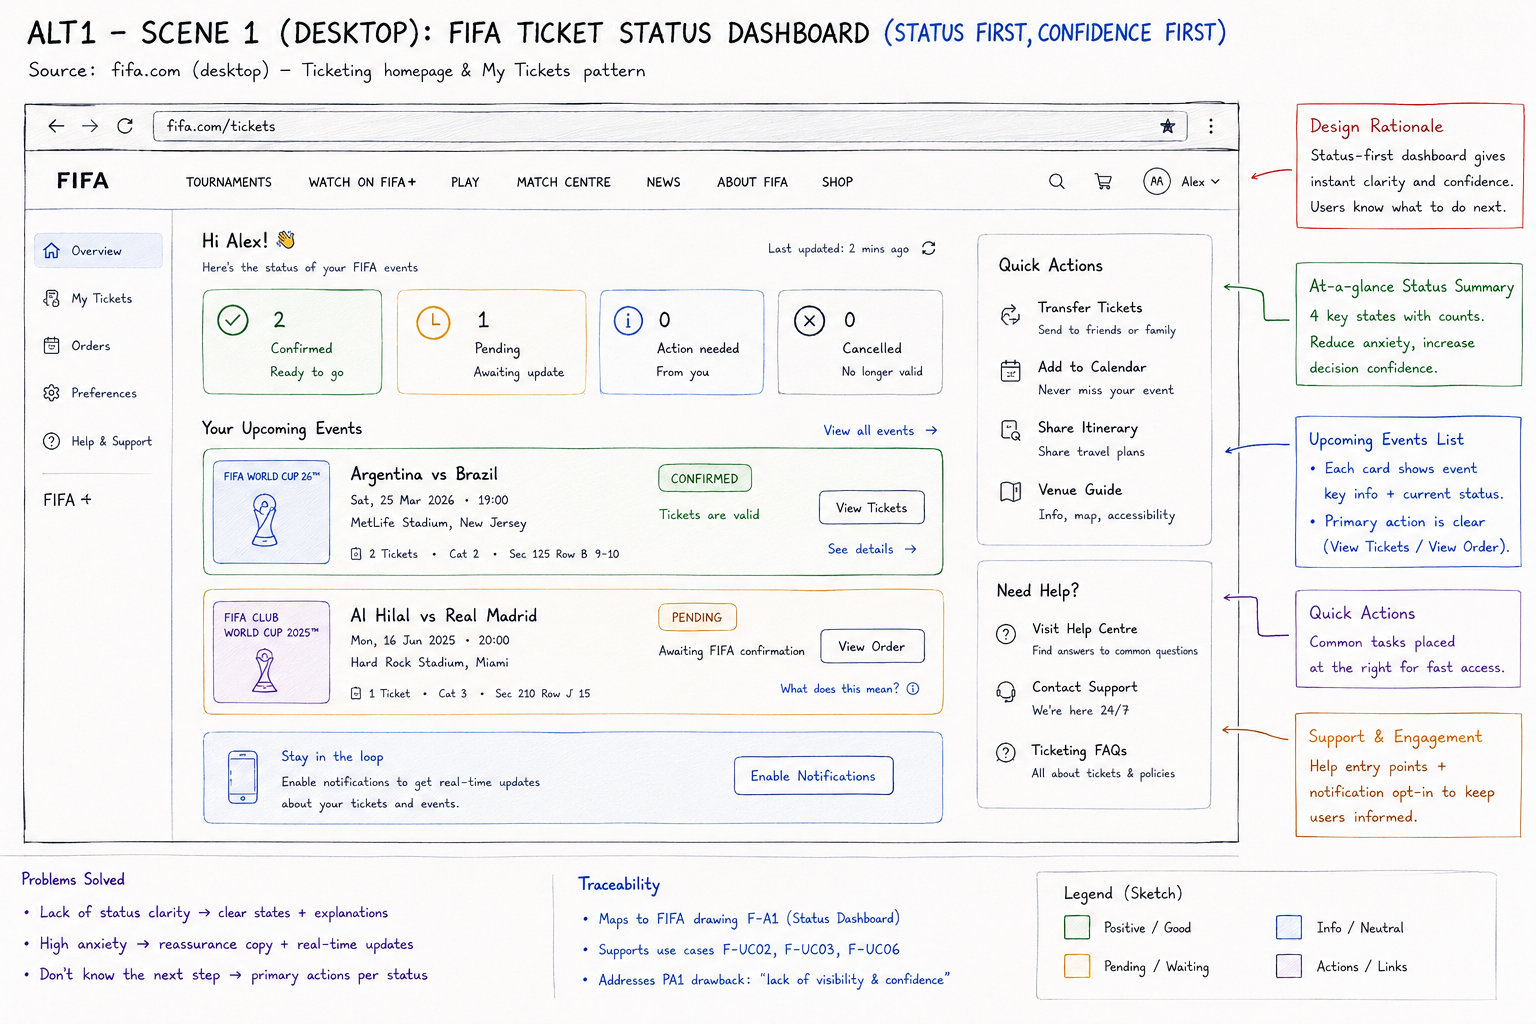 ALT1 – SCENE 1 (DESKTOP): FIFA TICKET STATUS DASHBOARD (STATUS FIRST, CONFIDENCE FIRST)
Source: fifa.com (desktop) – Ticketing homepage & My Tickets pattern
fifa.com/tickets
FIFA
TOURNAMENTS
WATCH ON FIFA+
PLAY
MATCH CENTRE
NEWS
ABOUT FIFA
SHOP
AA
Alex
Overview
My Tickets
Orders
Preferences
Help & Support
FIFA +
Hi Alex! 👋
Here's the status of your FIFA events
Last updated: 2 mins ago
2
Confirmed
Ready to go
1
Pending
Awaiting update
0
Action needed
From you
0
Cancelled
No longer valid
Your Upcoming Events
View all events →
FIFA WORLD CUP 26™
Argentina vs Brazil
Sat, 25 Mar 2026 • 19:00
MetLife Stadium, New Jersey
2 Tickets • Cat 2 • Sec 125 Row B 9-10
CONFIRMED
Tickets are valid
View Tickets
See details →
FIFA CLUB
WORLD CUP 2025™
Al Hilal vs Real Madrid
Mon, 16 Jun 2025 • 20:00
Hard Rock Stadium, Miami
1 Ticket • Cat 3 • Sec 210 Row J 15
PENDING
Awaiting FIFA confirmation
View Order
What does this mean?
Stay in the loop
Enable notifications to get real-time updates
about your tickets and events.
Enable Notifications
Quick Actions
Transfer Tickets
Send to friends or family
Add to Calendar
Never miss your event
Share Itinerary
Share travel plans
Venue Guide
Info, map, accessibility
Need Help?
Visit Help Centre
Find answers to common questions
Contact Support
We're here 24/7
Ticketing FAQs
All about tickets & policies
Design Rationale
Status-first dashboard gives
instant clarity and confidence.
Users know what to do next.
At-a-glance Status Summary
4 key states with counts.
Reduce anxiety, increase
decision confidence.
Upcoming Events List
• Each card shows event
key info + current status.
• Primary action is clear
(View Tickets / View Order).
Quick Actions
Common tasks placed
at the right for fast access.
Support & Engagement
Help entry points +
notification opt-in to keep
users informed.
Problems Solved
• Lack of status clarity → clear states + explanations
• High anxiety → reassurance copy + real-time updates
• Don't know the next step → primary actions per status
Traceability
• Maps to FIFA drawing F-A1 (Status Dashboard)
• Supports use cases F-UC02, F-UC03, F-UC06
• Addresses PA1 drawback: "lack of visibility & confidence"
Legend (Sketch)
Positive / Good
Info / Neutral
Pending / Waiting
Actions / Links